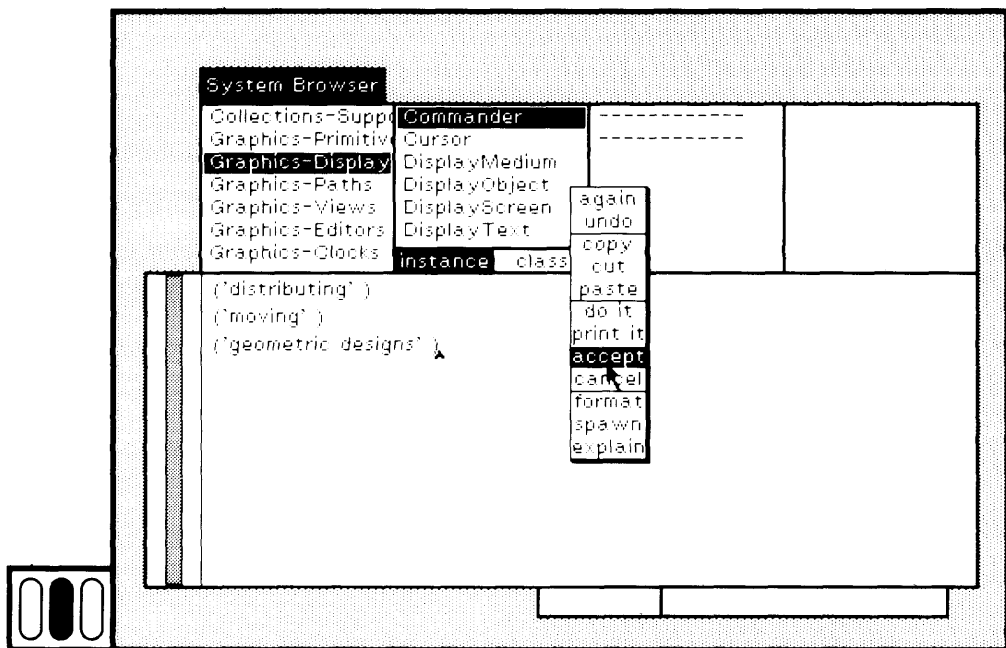 System Browser
Collections-Suppo
Graphics-Primitive
Graphics-Display
Graphics-Paths
Graphics-Views
Graphics-Editors
Graphics-Clocks
Commander
Cursor
DisplayMedium
DisplayObject
DisplayScreen
DisplayText
instance class
------------
------------
again
undo
copy
cut
paste
do it
print it
accept
cancel
format
spawn
explain
('distributing' )
('moving' )
('geometric designs' )